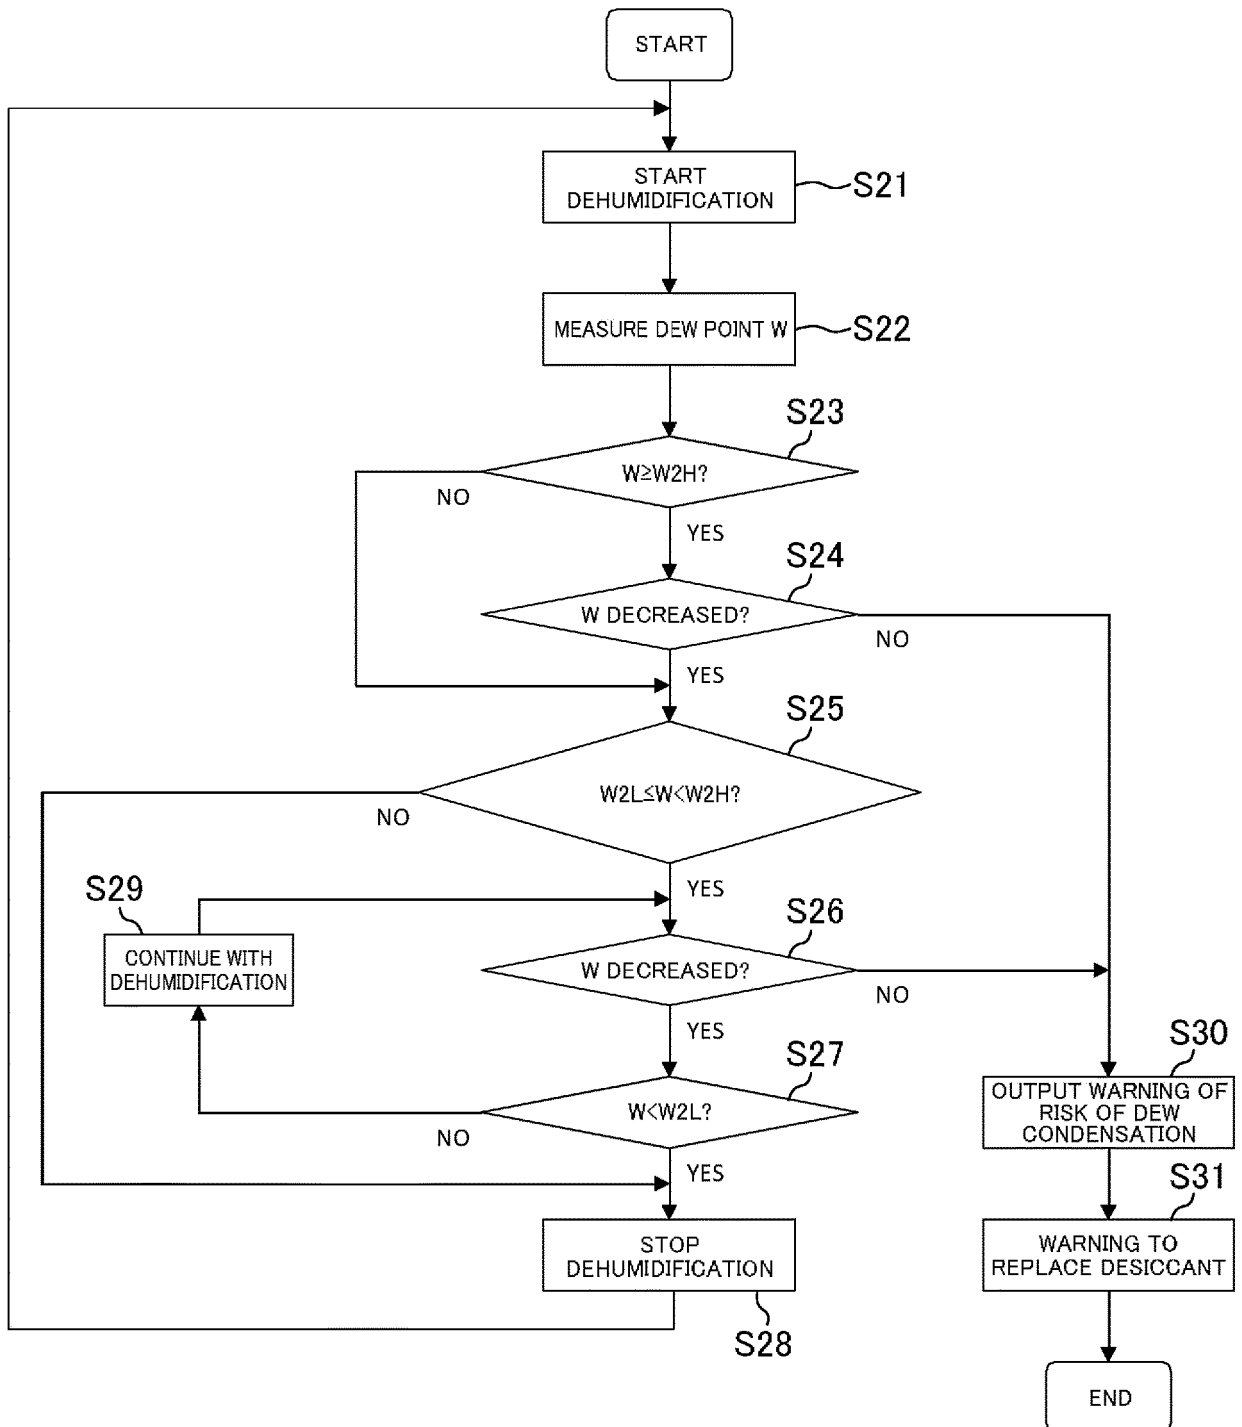 START
START
DEHUMIDIFICATION
S21
MEASURE DEW POINT W
S22
S23
W≥W2H?
NO
YES
S24
W DECREASED?
NO
YES
S25
W2L≤W<W2H?
NO
YES
S29
CONTINUE WITH
DEHUMIDIFICATION
S26
W DECREASED?
NO
YES
S27
W<W2L?
NO
YES
S30
OUTPUT WARNING OF
RISK OF DEW
CONDENSATION
S31
STOP
DEHUMIDIFICATION
S28
WARNING TO
REPLACE DESICCANT
END